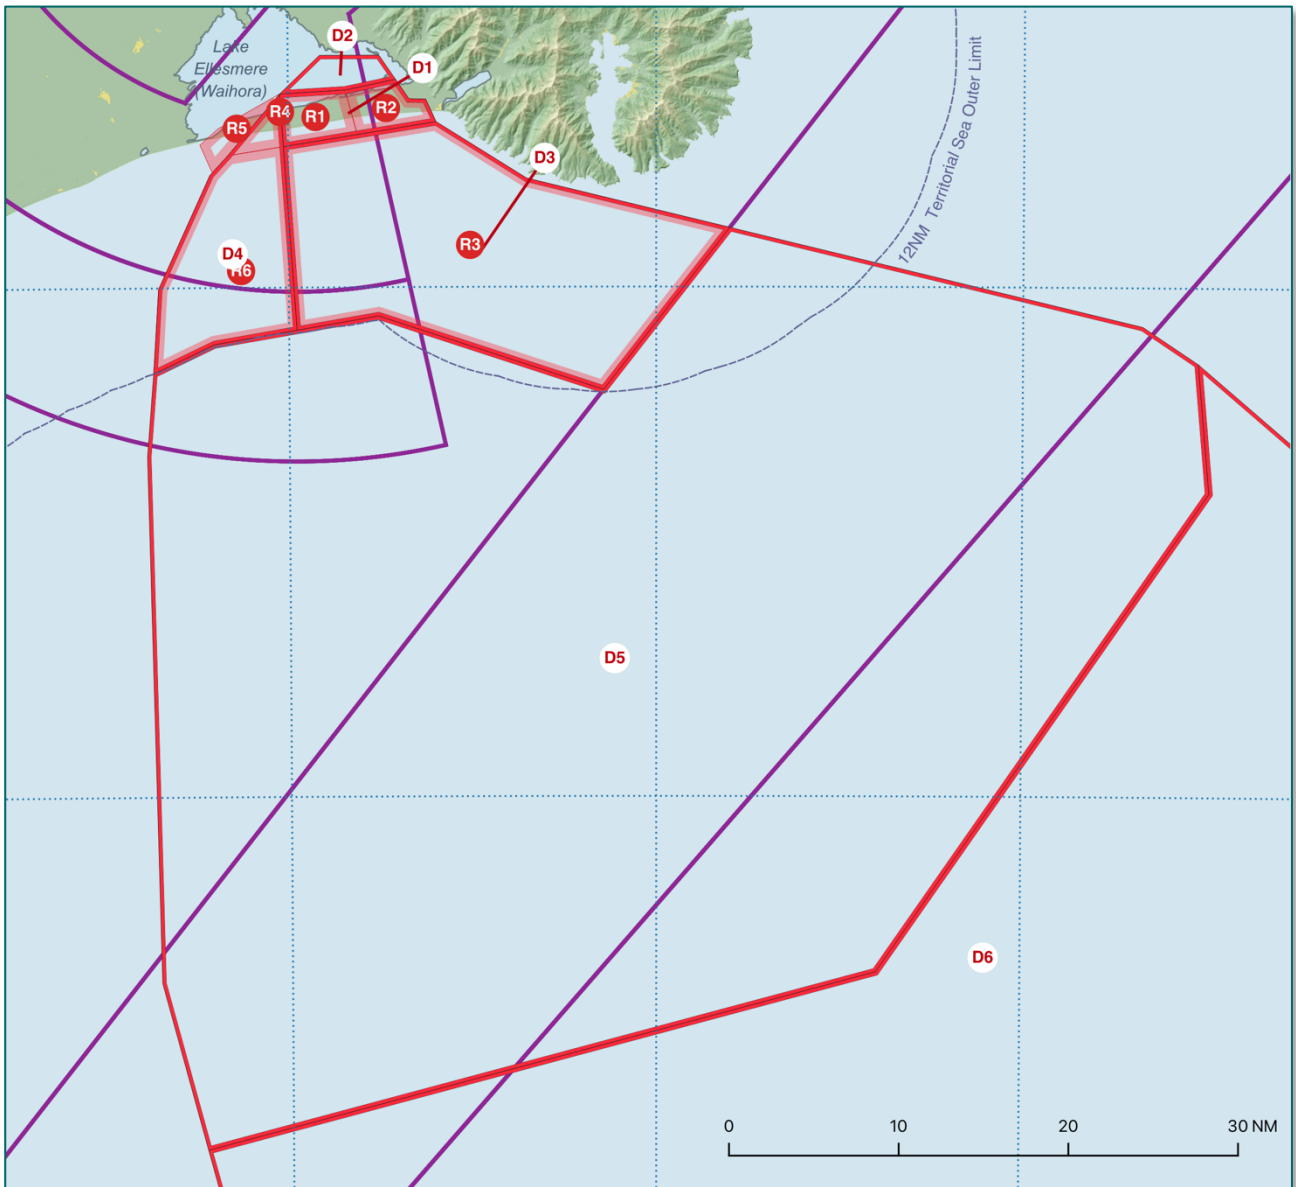 D2
Lake
Ellesmere
(Waihora)
D1
R4
R1
R2
R5
D3
R3
D4
R6
12NM Territorial Sea Outer Limit
D5
D6
0 10 20 30 NM